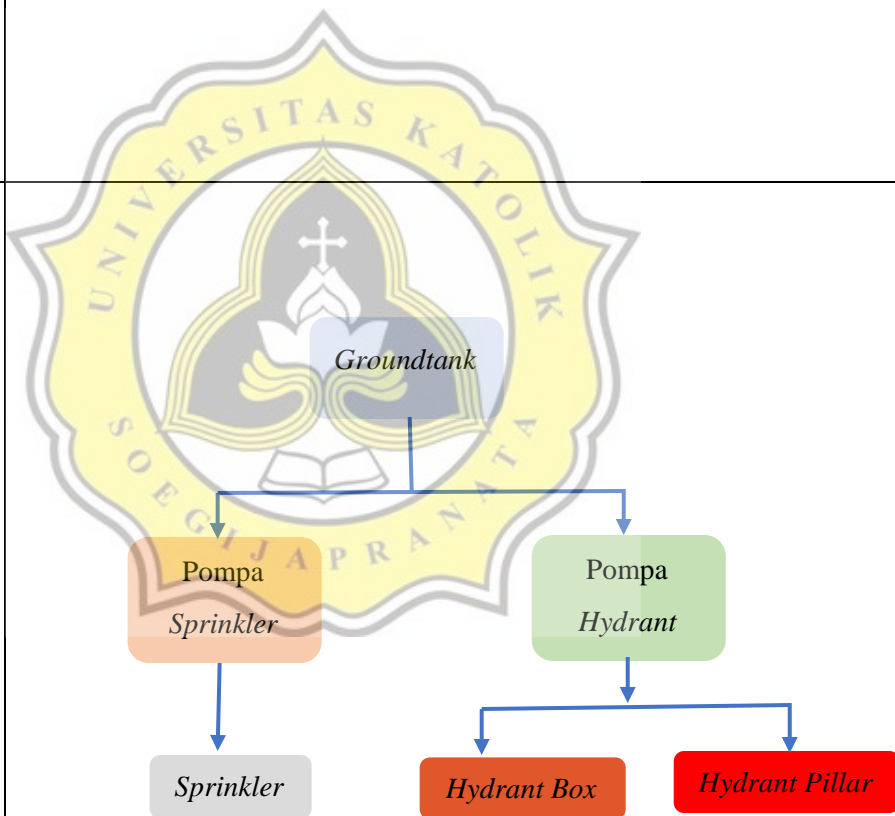 UNIVERSITAS KATOLIK
SOEGIJAPRANATA
Groundtank
Pompa
Sprinkler
Pompa
Hydrant
Sprinkler
Hydrant Box
Hydrant Pillar